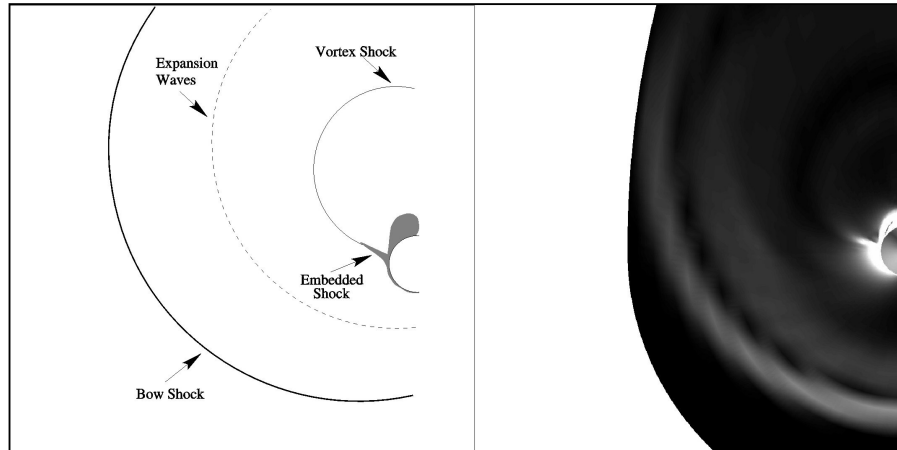 Vortex Shock
Expansion
Waves
Embedded
Shock
Bow Shock